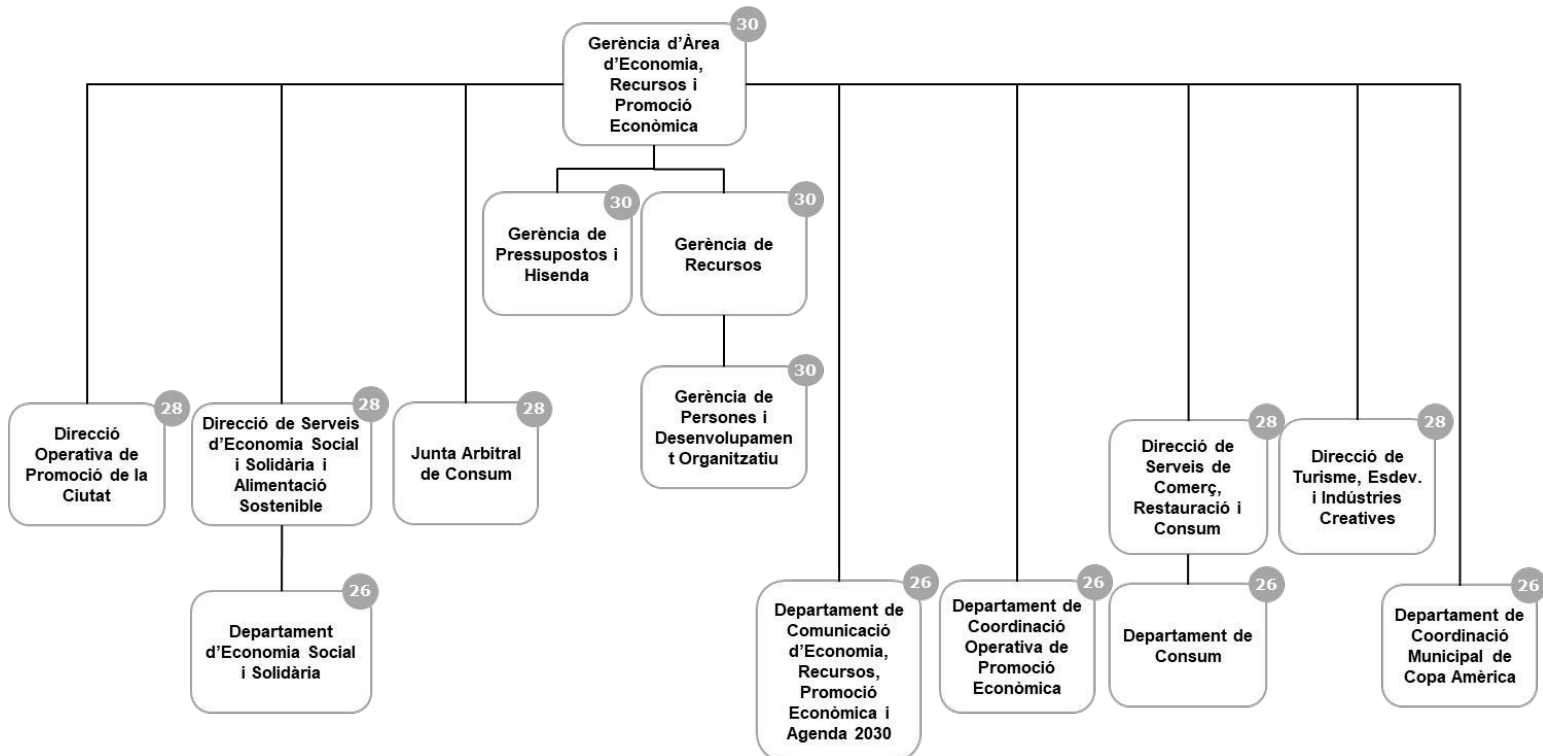 30
Gerència d’Àrea
d’Economia,
Recursos i
Promoció
Econòmica
30
Gerència de
Pressupostos i
Hisenda
30
Gerència de
Recursos
30
Gerència de
Persones i
Desenvolupamen
t Organitzatiu
28
Direcció
Operativa de
Promoció de la
Ciutat
28
Direcció de Serveis
d’Economia Social
i Solidària i
Alimentació
Sostenible
28
Junta Arbitral
de Consum
28
Direcció de
Serveis de
Comerç,
Restauració i
Consum
28
Direcció de
Turisme, Esdev.
i Indústries
Creatives
26
Departament
d’Economia Social
i Solidària
26
Departament de
Comunicació
d’Economia,
Recursos,
Promoció
Econòmica i
Agenda 2030
26
Departament de
Coordinació
Operativa de
Promoció
Econòmica
26
Departament de
Consum
26
Departament de
Coordinació
Municipal de
Copa Amèrica